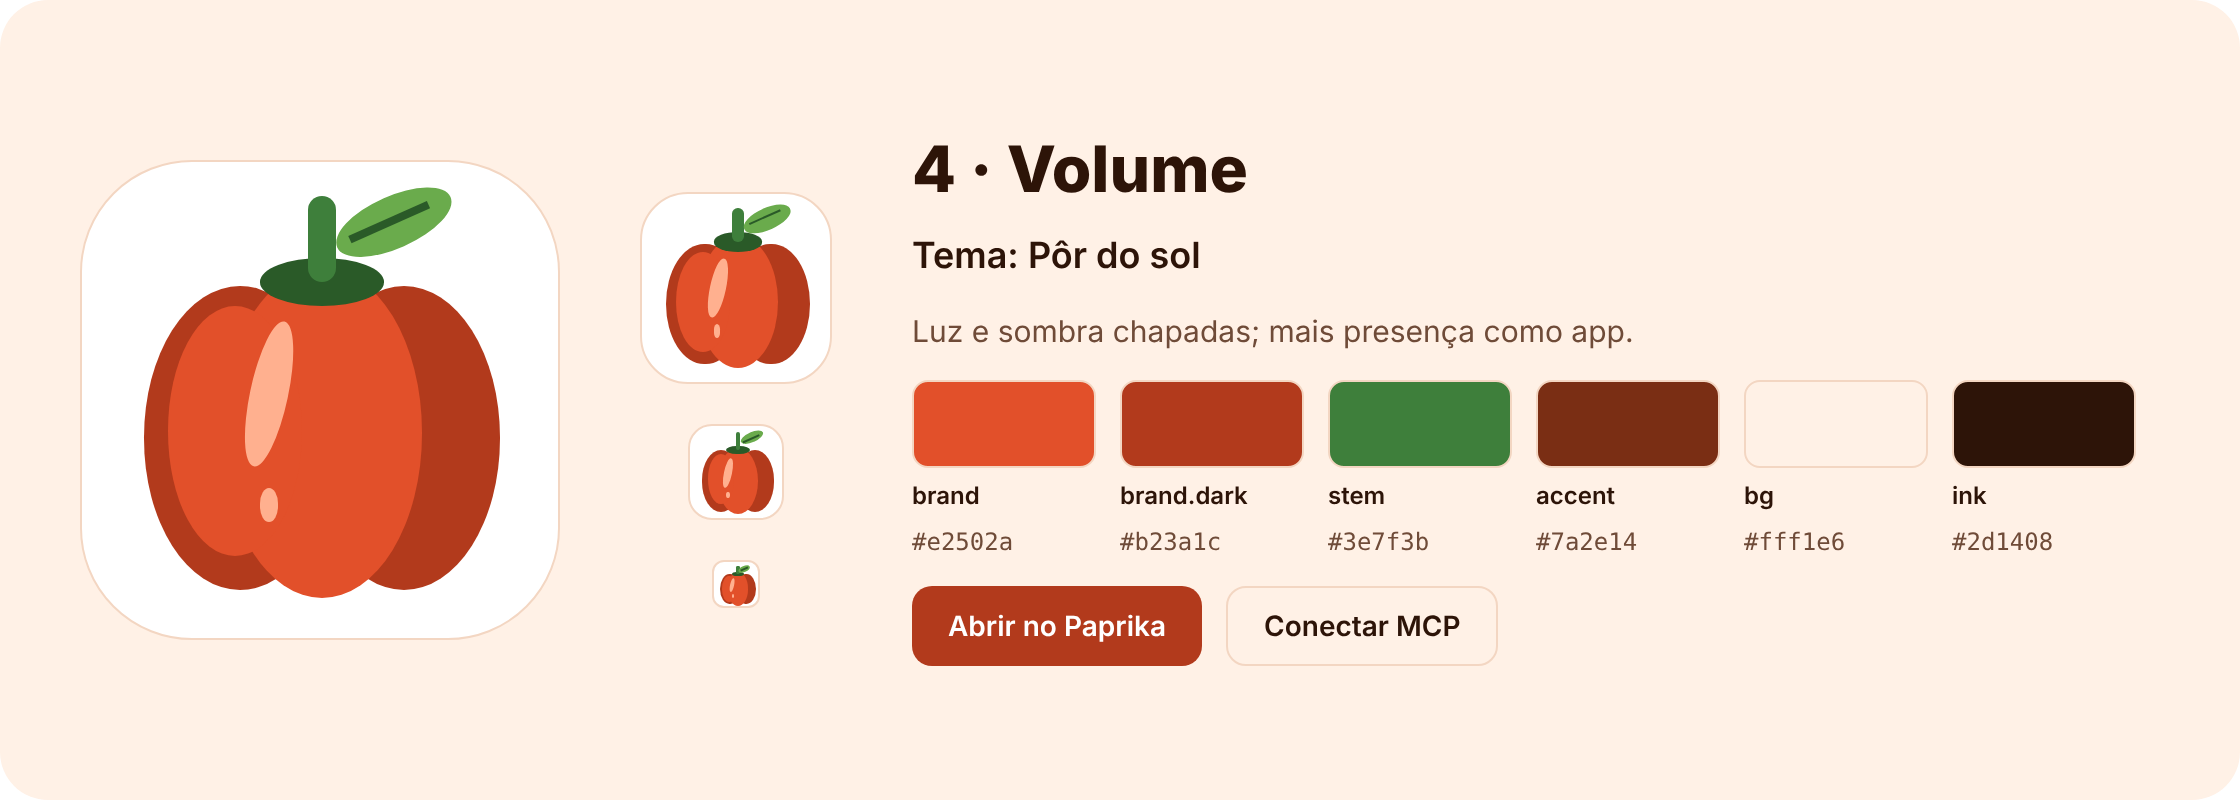 4 · Volume
Tema: Pôr do sol
Luz e sombra chapadas; mais presença como app.
brand brand.dark stem accent bg ink
#e2502a #b23a1c #3e7f3b #7a2e14 #fff1e6 #2d1408
Abrir no Paprika Conectar MCP